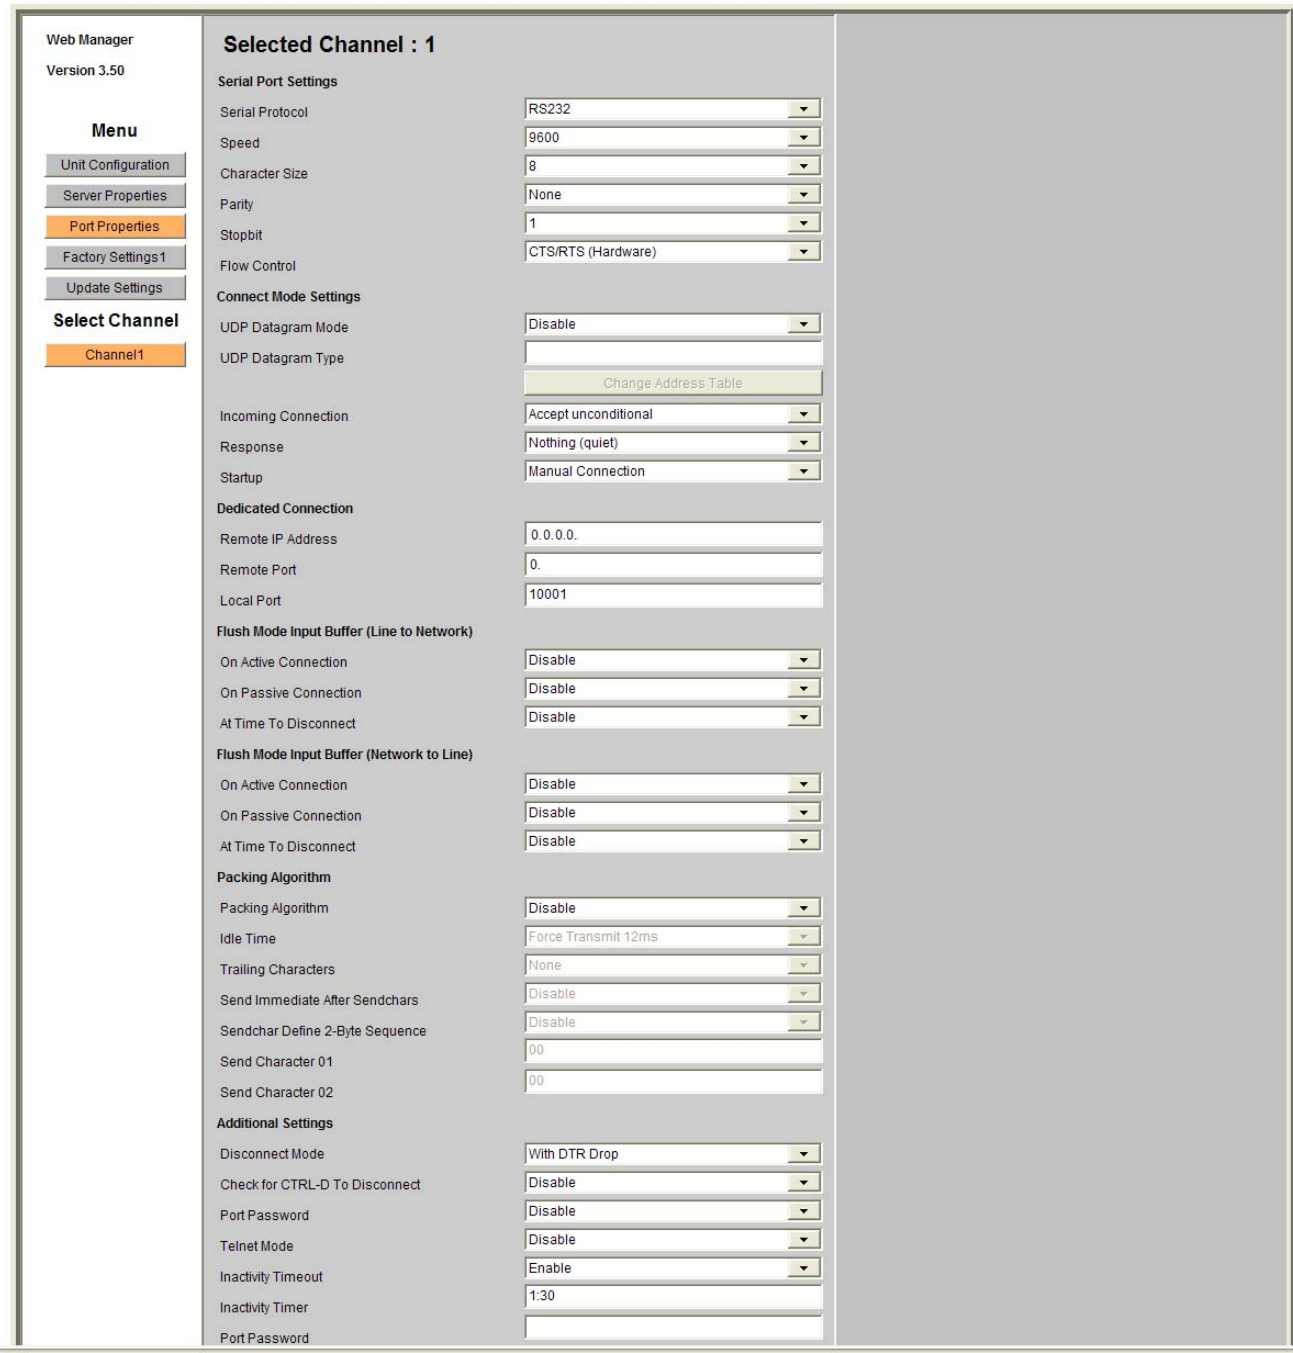 Web Manager
Version 3.50
Menu
Unit Configuration
Server Properties
Port Properties
Factory Settings1
Update Settings
Select Channel
Channel1
Selected Channel : 1
Serial Port Settings
Serial Protocol RS232
Speed 9600
Character Size 8
Parity None
Stopbit 1
Flow Control CTS/RTS (Hardware)
Connect Mode Settings
UDP Datagram Mode Disable
UDP Datagram Type
Change Address Table
Incoming Connection Accept unconditional
Response Nothing (quiet)
Startup Manual Connection
Dedicated Connection
Remote IP Address 0.0.0.0.
Remote Port 0.
Local Port 10001
Flush Mode Input Buffer (Line to Network)
On Active Connection Disable
On Passive Connection Disable
At Time To Disconnect Disable
Flush Mode Input Buffer (Network to Line)
On Active Connection Disable
On Passive Connection Disable
At Time To Disconnect Disable
Packing Algorithm
Packing Algorithm Disable
Idle Time Force Transmit 12ms
Trailing Characters None
Send Immediate After Sendchars Disable
Sendchar Define 2-Byte Sequence Disable
Send Character 01 00
Send Character 02 00
Additional Settings
Disconnect Mode With DTR Drop
Check for CTRL-D To Disconnect Disable
Port Password Disable
Telnet Mode Disable
Inactivity Timeout Enable
Inactivity Timer 1:30
Port Password